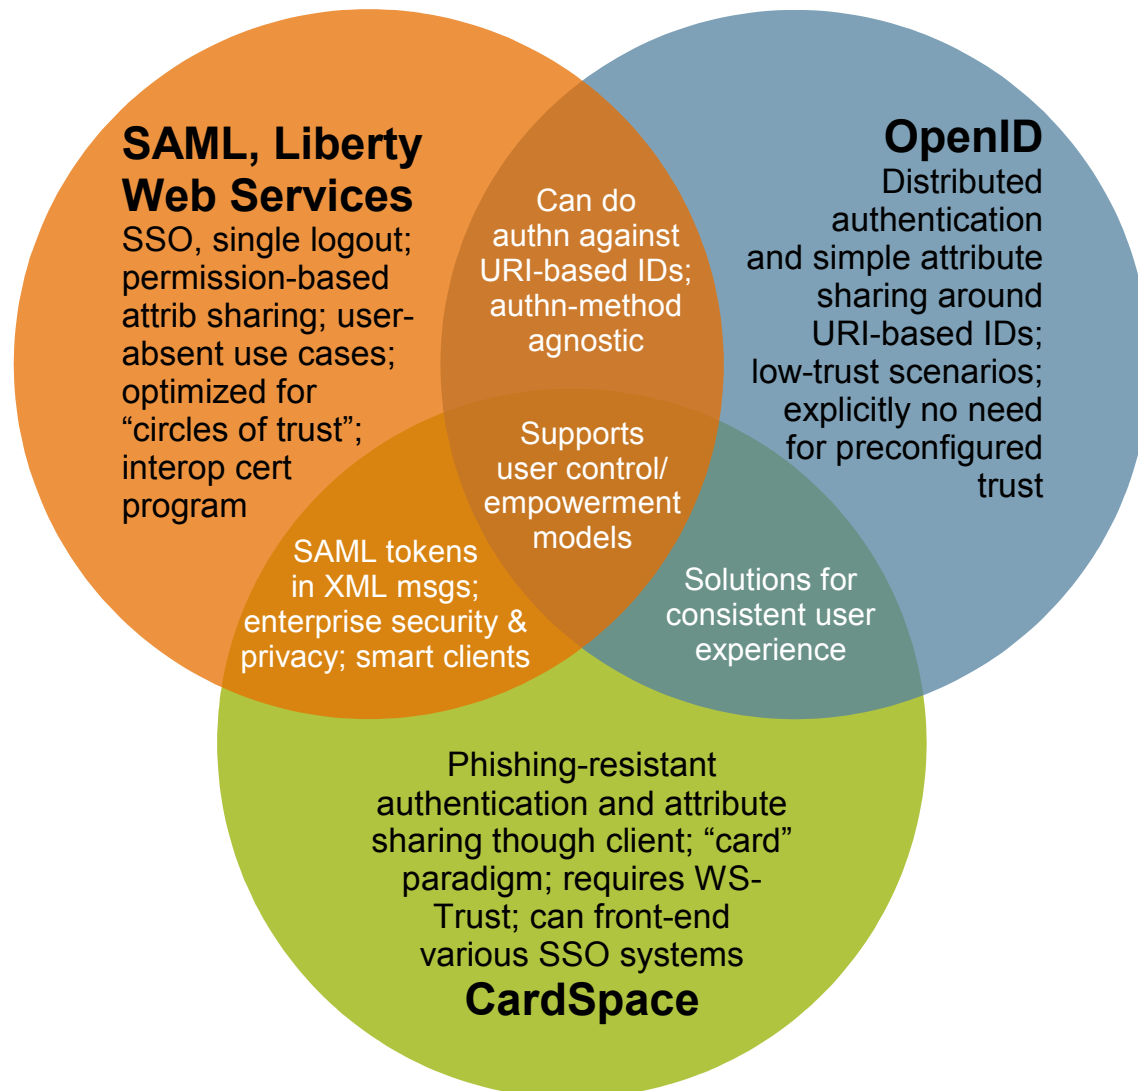 SAML, Liberty
Web Services
SSO, single logout;
permission-based
attrib sharing; user-
absent use cases;
optimized for
“circles of trust”;
interop cert
program
Can do
authn against
URI-based IDs;
authn-method
agnostic
OpenID
Distributed
authentication
and simple attribute
sharing around
URI-based IDs;
low-trust scenarios;
explicitly no need
for preconfigured
trust
Supports
user control/
empowerment
models
SAML tokens
in XML msgs;
enterprise security &
privacy; smart clients
Solutions for
consistent user
experience
Phishing-resistant
authentication and attribute
sharing though client; “card”
paradigm; requires WS-
Trust; can front-end
various SSO systems
CardSpace